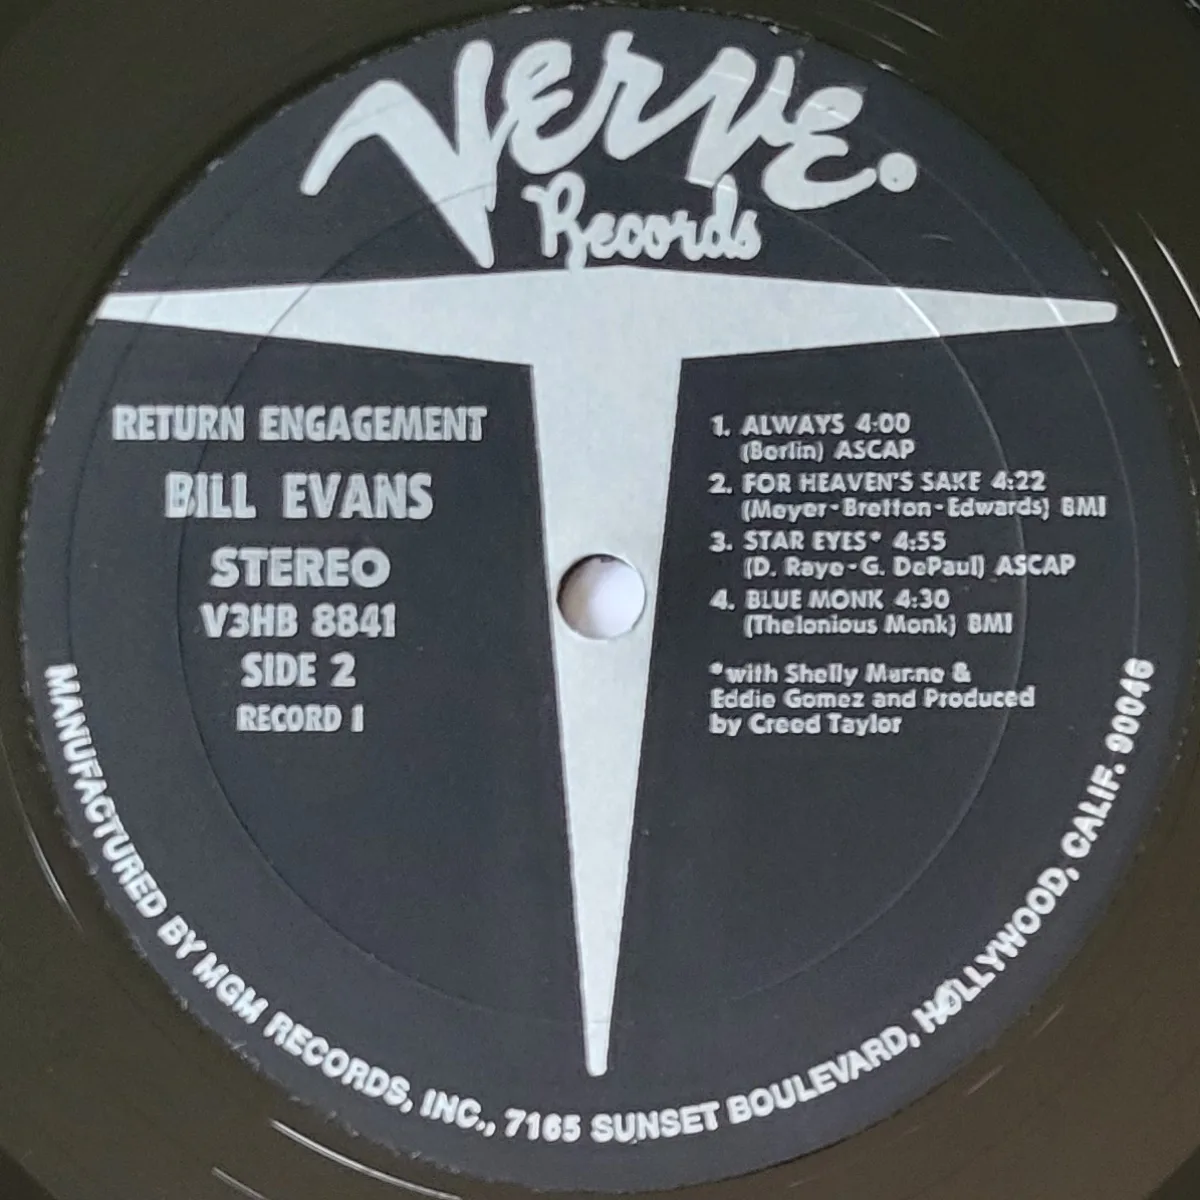 Verve.
Records
RETURN ENGAGEMENT
BILL EVANS
STEREO
V3HB 8841
SIDE 2
RECORD 1
1. ALWAYS 4:00
(Berlin) ASCAP
2. FOR HEAVEN'S SAKE 4:22
(Meyer-Bretton-Edwards) BMI
3. STAR EYES* 4:55
(D. Raye-G. DePaul) ASCAP
4. BLUE MONK 4:30
(Thelonious Monk) BMI
*with Shelly Manne &
Eddie Gomez and Produced
by Creed Taylor
MANUFACTURED BY MGM RECORDS, INC., 7165 SUNSET BOULEVARD, HOLLYWOOD, CALIF. 90046